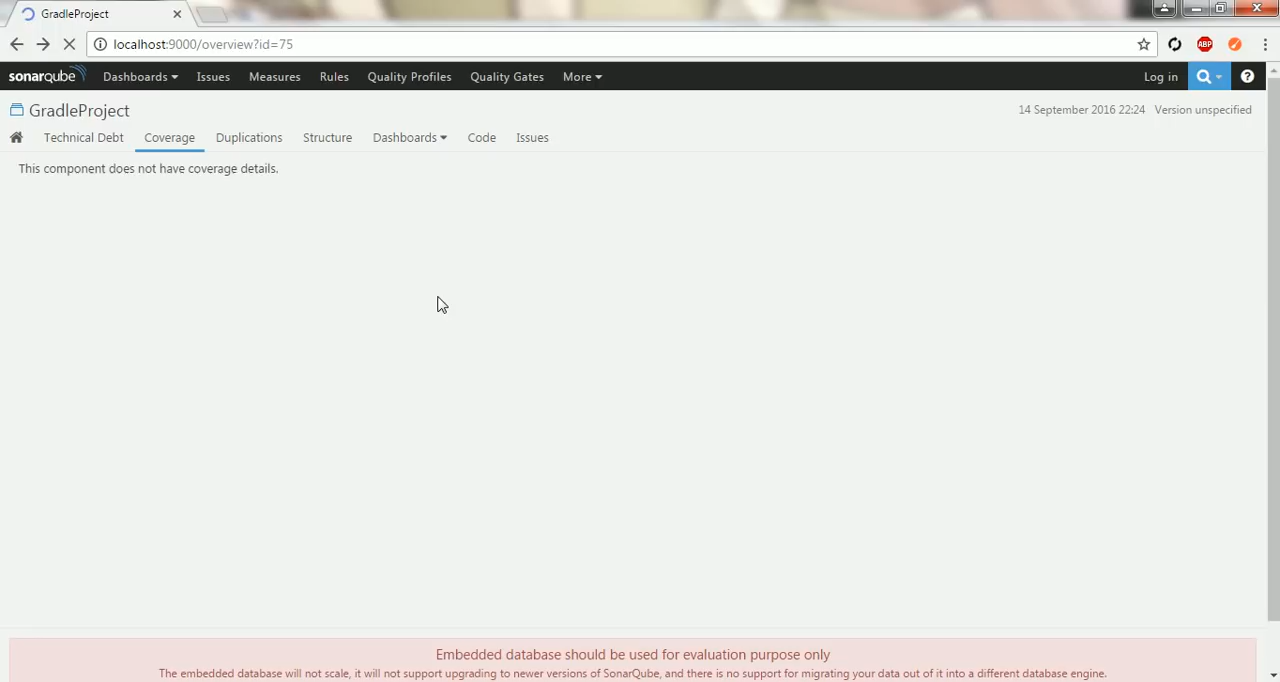 GradleProject
localhost:9000/overview?id=75
ABP
sonarqube Dashboards Issues Measures Rules Quality Profiles Quality Gates More Log in
GradleProject 14 September 2016 22:24 Version unspecified
Technical Debt Coverage Duplications Structure Dashboards Code Issues
This component does not have coverage details.
Embedded database should be used for evaluation purpose only
The embedded database will not scale, it will not support upgrading to newer versions of SonarQube, and there is no support for migrating your data out of it into a different database engine.